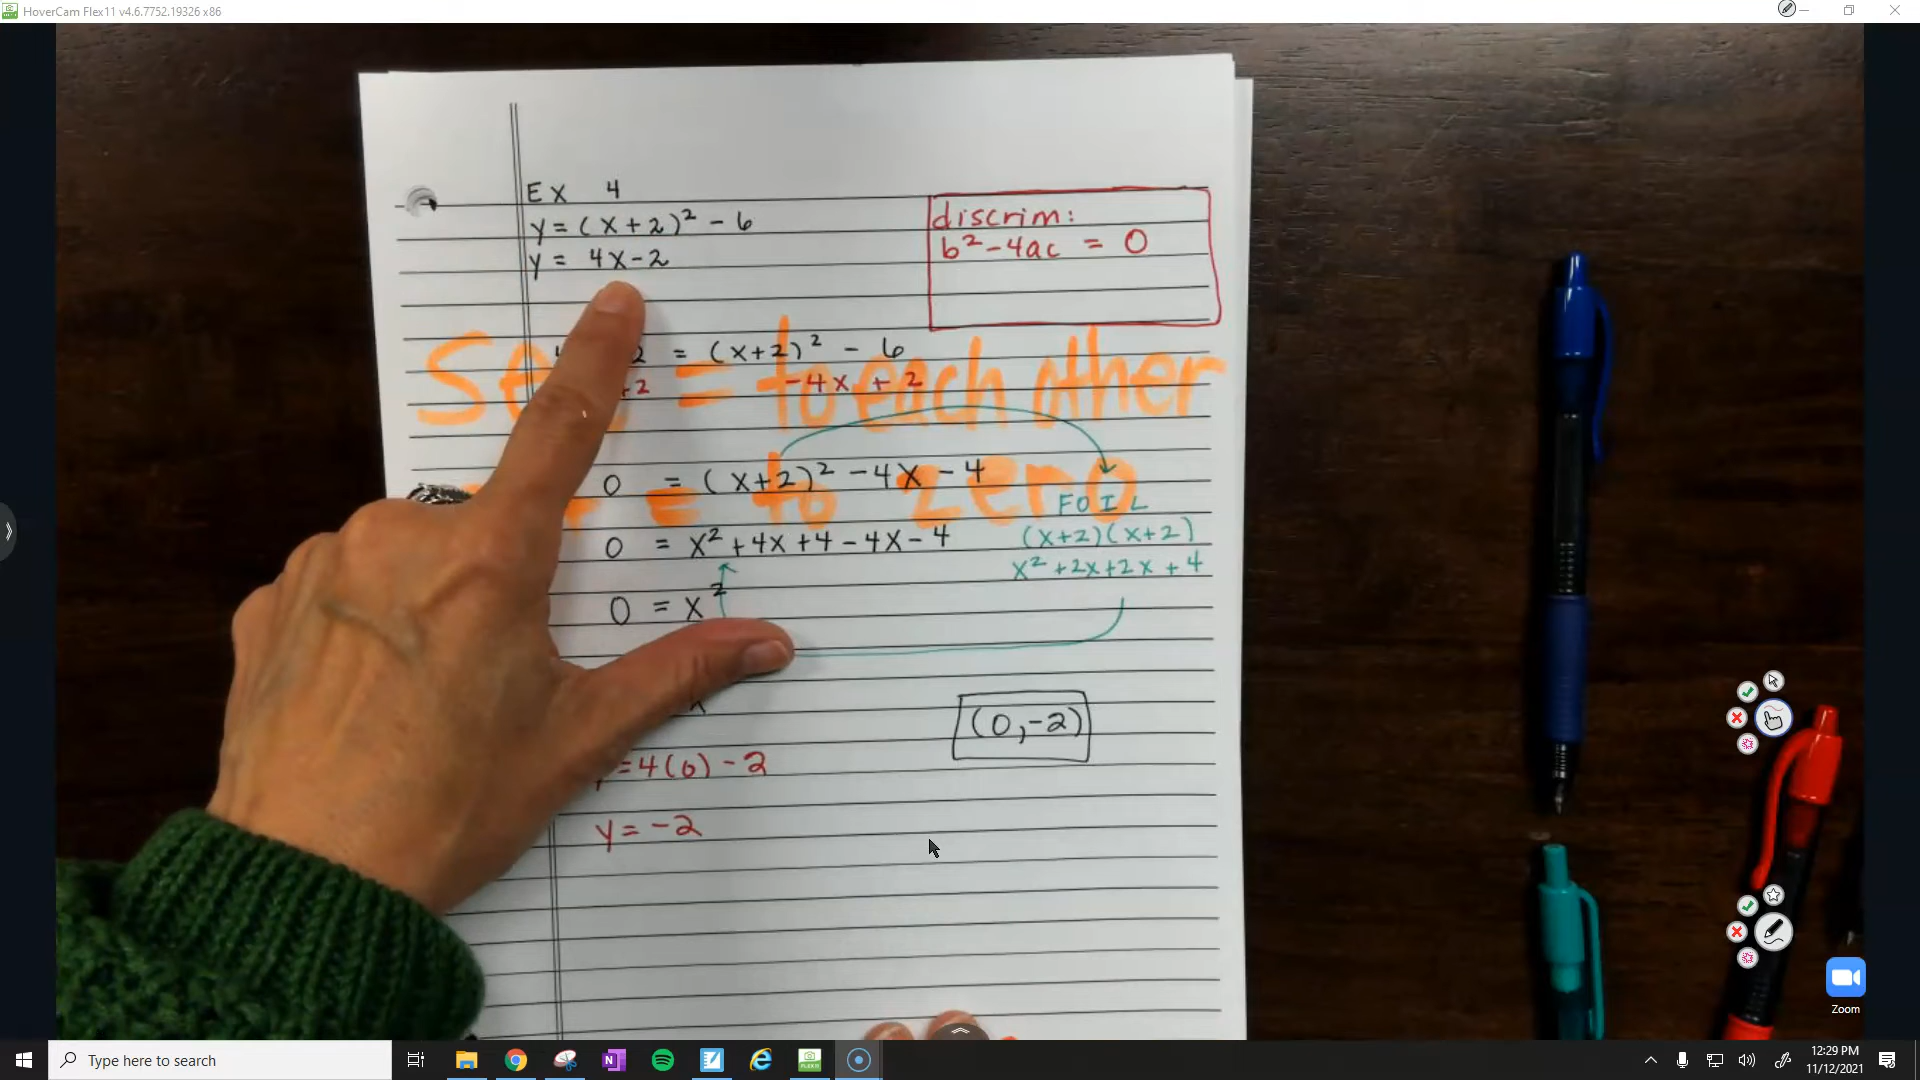 HoverCam Flex11 v4.6.7752.19326 x86
Ex 4
y = (x+2)² - 6
y = 4x-2
discrim:
b²-4ac = 0
2 = (x+2)² - 6
+2 -4x + 2
= to each other
0 = (x+2)² -4x - 4
= to zero
FOIL
(x+2)(x+2)
x² +2x+2x +4
0 = x² +4x +4 - 4x - 4
0 = x²
(0,-2)
=4(0) - 2
y = -2
Zoom
Type here to search
12:29 PM
11/12/2021